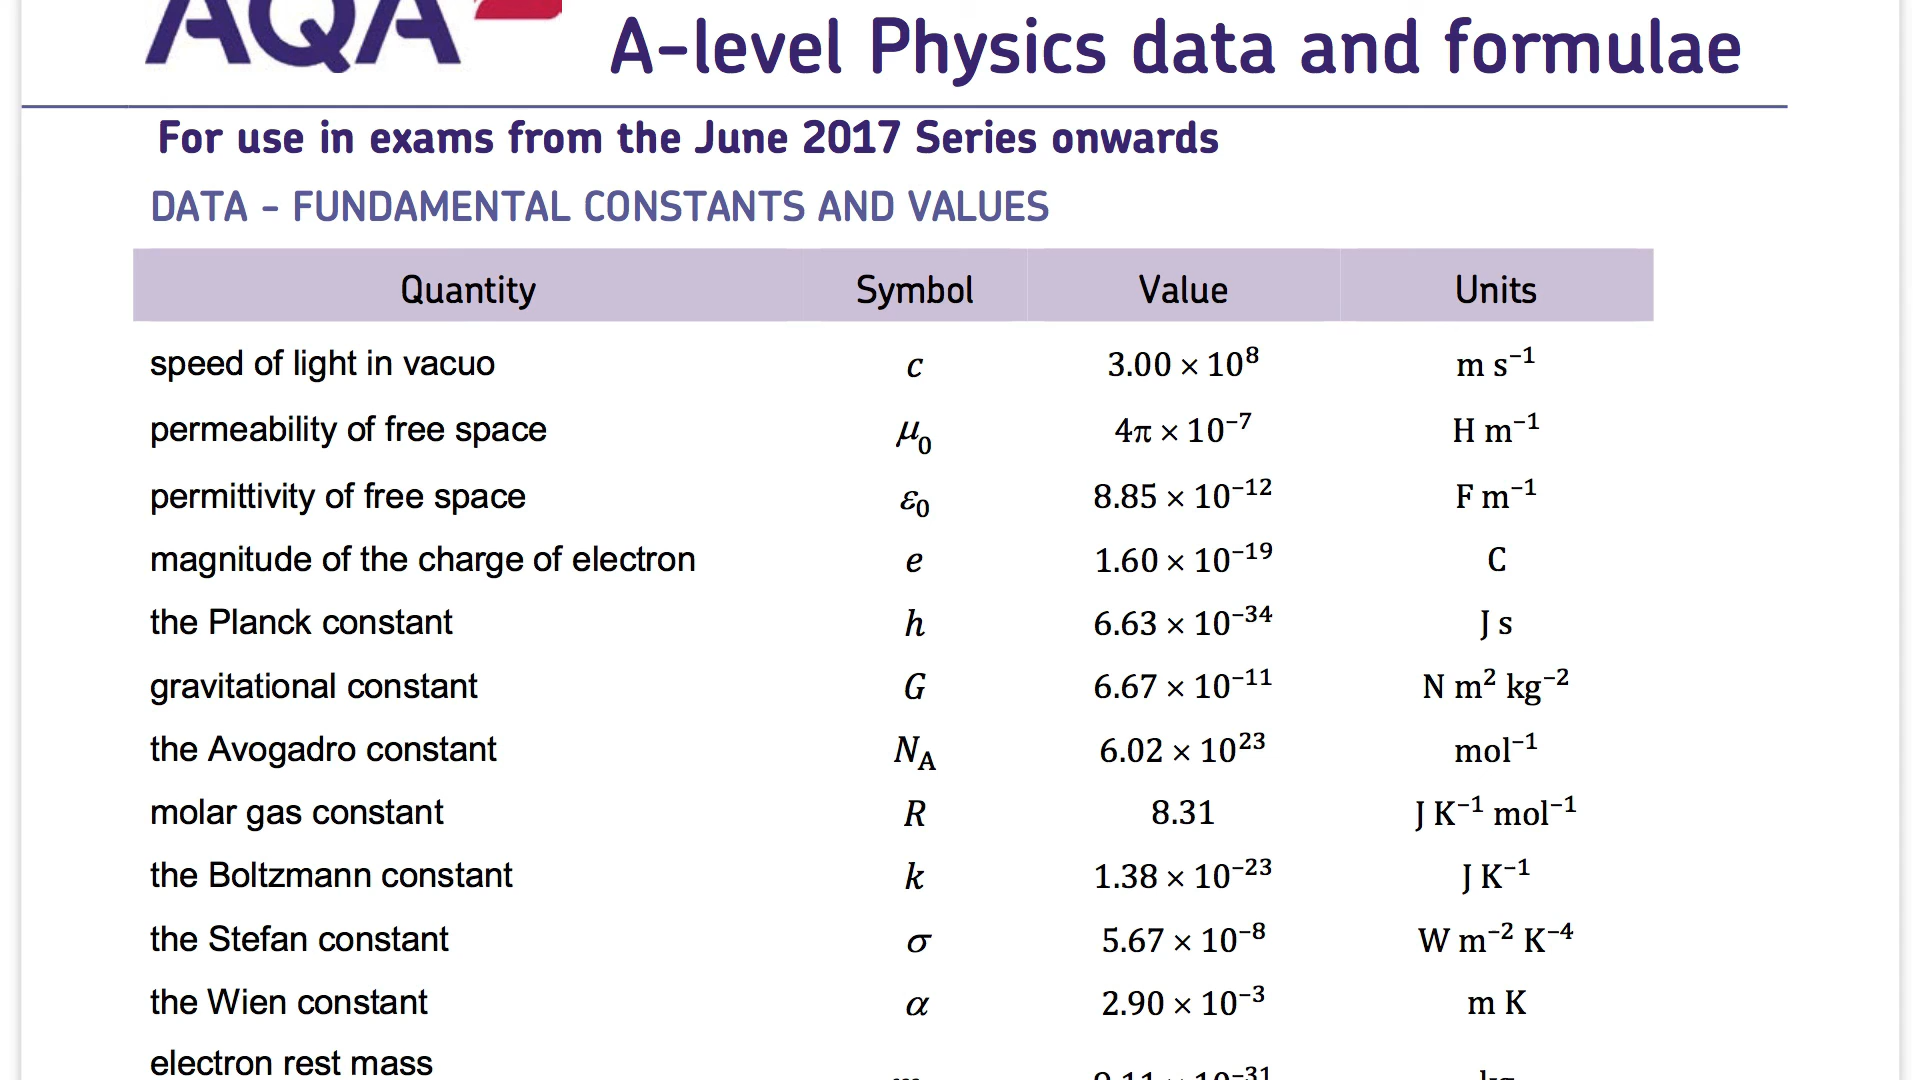 AQA
A-level Physics data and formulae
For use in exams from the June 2017 Series onwards
DATA - FUNDAMENTAL CONSTANTS AND VALUES
Quantity Symbol Value Units
speed of light in vacuo c 3.00 × 10⁸ m s⁻¹
permeability of free space μ₀ 4π × 10⁻⁷ H m⁻¹
permittivity of free space ε₀ 8.85 × 10⁻¹² F m⁻¹
magnitude of the charge of electron e 1.60 × 10⁻¹⁹ C
the Planck constant h 6.63 × 10⁻³⁴ J s
gravitational constant G 6.67 × 10⁻¹¹ N m² kg⁻²
the Avogadro constant N_A 6.02 × 10²³ mol⁻¹
molar gas constant R 8.31 J K⁻¹ mol⁻¹
the Boltzmann constant k 1.38 × 10⁻²³ J K⁻¹
the Stefan constant σ 5.67 × 10⁻⁸ W m⁻² K⁻⁴
the Wien constant α 2.90 × 10⁻³ m K
electron rest mass